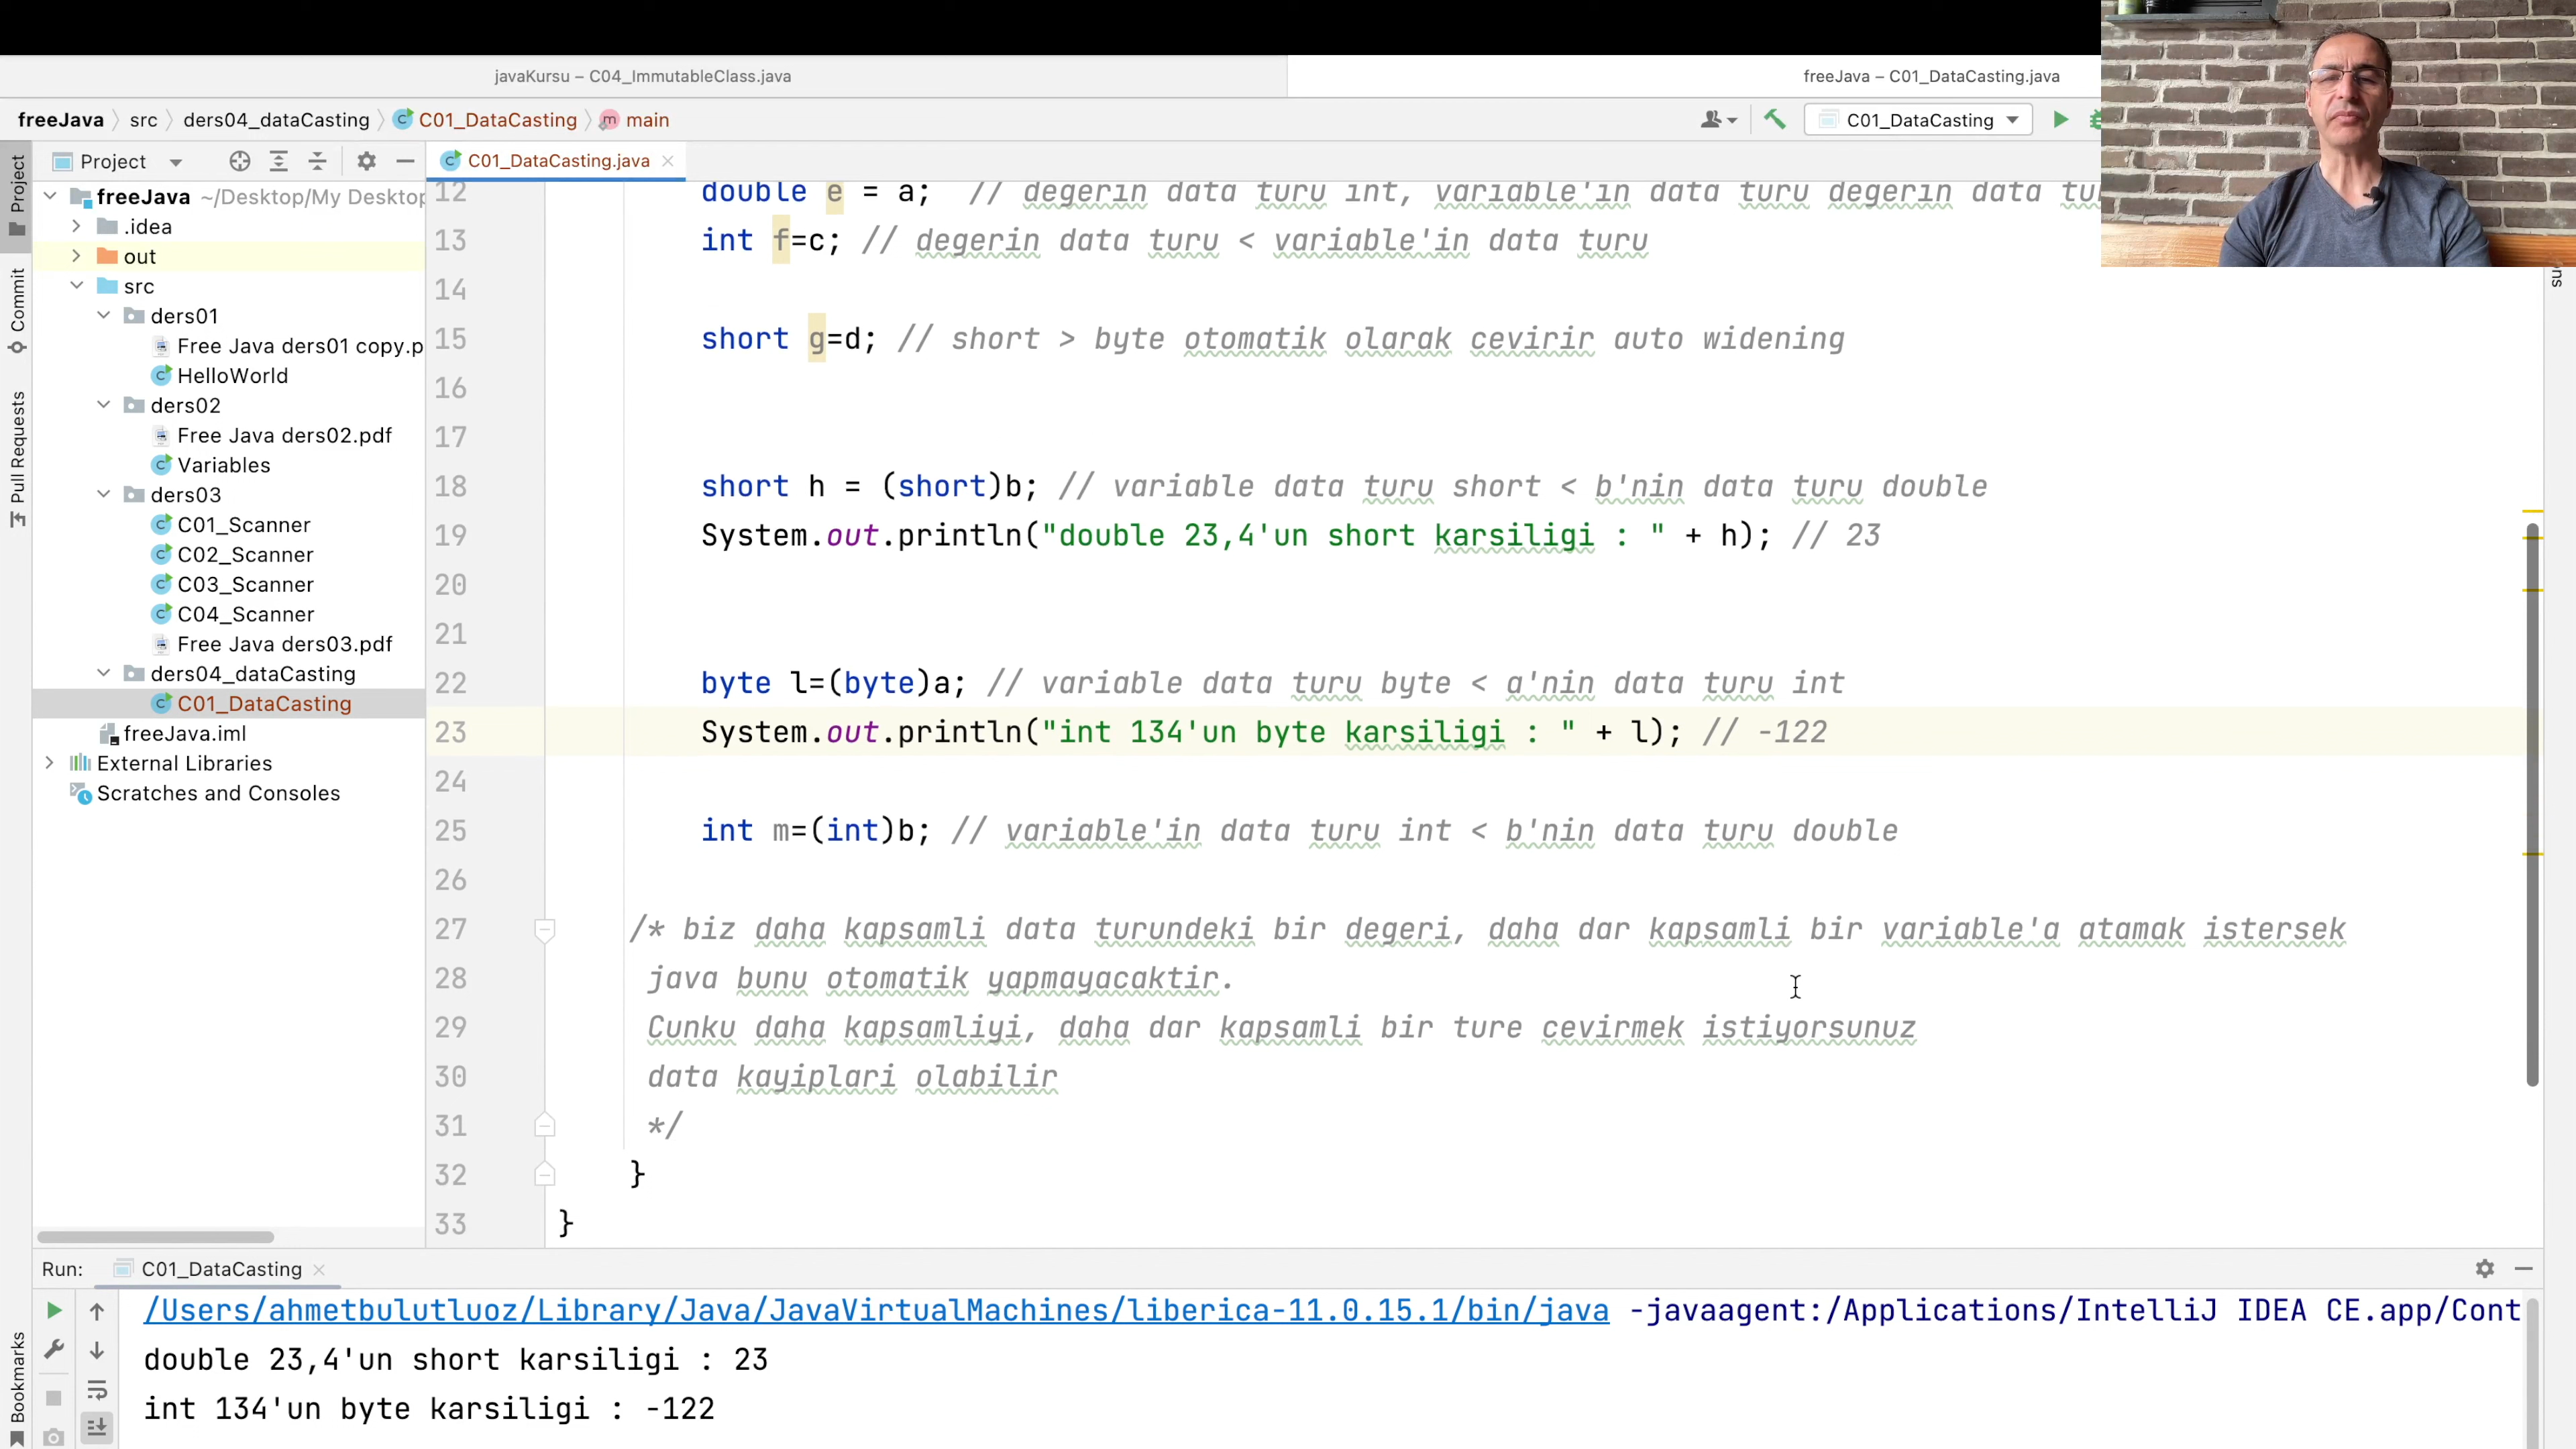 javaKursu – C04_ImmutableClass.java
freeJava – C01_DataCasting.java
freeJava src ders04_dataCasting C01_DataCasting main
C01_DataCasting
Project
C01_DataCasting.java
Project
Commit
Pull Requests
Bookmarks
freeJava ~/Desktop/My Desktop
.idea
out
src
ders01
Free Java ders01 copy.p
HelloWorld
ders02
Free Java ders02.pdf
Variables
ders03
C01_Scanner
C02_Scanner
C03_Scanner
C04_Scanner
Free Java ders03.pdf
ders04_dataCasting
C01_DataCasting
freeJava.iml
External Libraries
Scratches and Consoles
12 double e = a; // degerin data turu int, variable'in data turu degerin data
13 int f=c; // degerin data turu < variable'in data turu
14
15 short g=d; // short > byte otomatik olarak cevirir auto widening
16
17
18 short h = (short)b; // variable data turu short < b'nin data turu double
19 System.out.println("double 23,4'un short karsiligi : " + h); // 23
20
21
22 byte l=(byte)a; // variable data turu byte < a'nin data turu int
23 System.out.println("int 134'un byte karsiligi : " + l); // -122
24
25 int m=(int)b; // variable'in data turu int < b'nin data turu double
26
27 /* biz daha kapsamli data turundeki bir degeri, daha dar kapsamli bir variable'a atamak istersek
28 java bunu otomatik yapmayacaktir.
29 Cunku daha kapsamliyi, daha dar kapsamli bir ture cevirmek istiyorsunuz
30 data kayiplari olabilir
31 */
32 }
33 }
Run: C01_DataCasting
/Users/ahmetbulutluoz/Library/Java/JavaVirtualMachines/liberica-11.0.15.1/bin/java -javaagent:/Applications/IntelliJ IDEA CE.app/Cont
double 23,4'un short karsiligi : 23
int 134'un byte karsiligi : -122